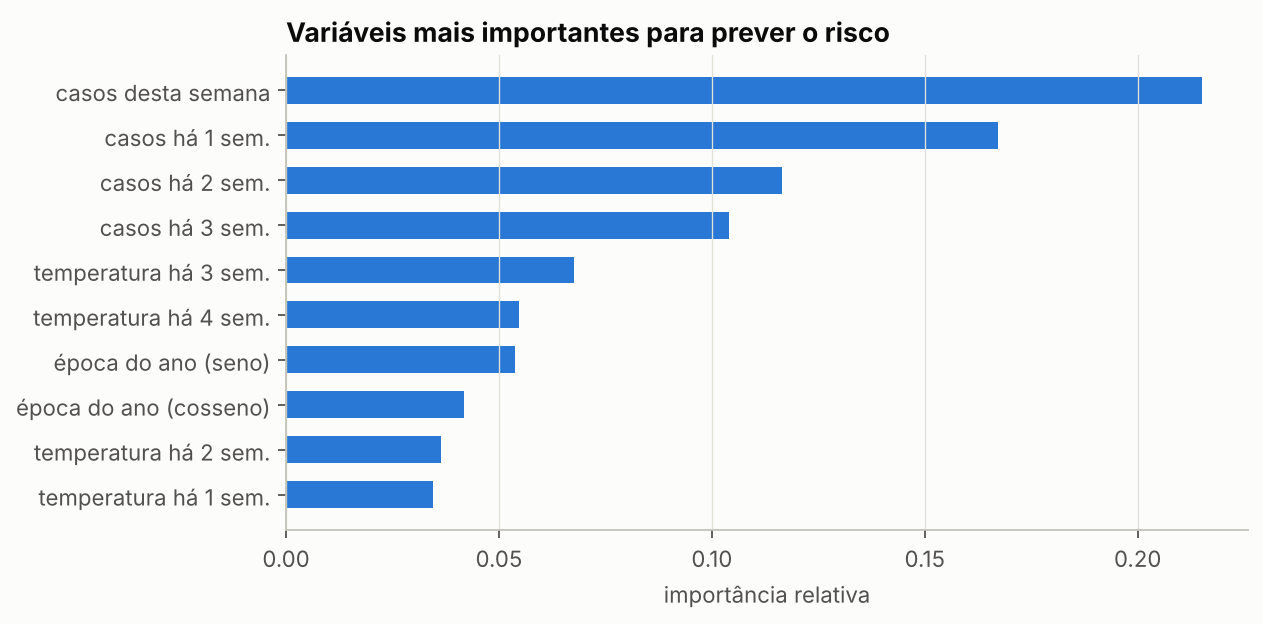 Variáveis mais importantes para prever o risco
casos desta semana
casos há 1 sem.
casos há 2 sem.
casos há 3 sem.
temperatura há 3 sem.
temperatura há 4 sem.
época do ano (seno)
época do ano (cosseno)
temperatura há 2 sem.
temperatura há 1 sem.
0.00 0.05 0.10 0.15 0.20
importância relativa